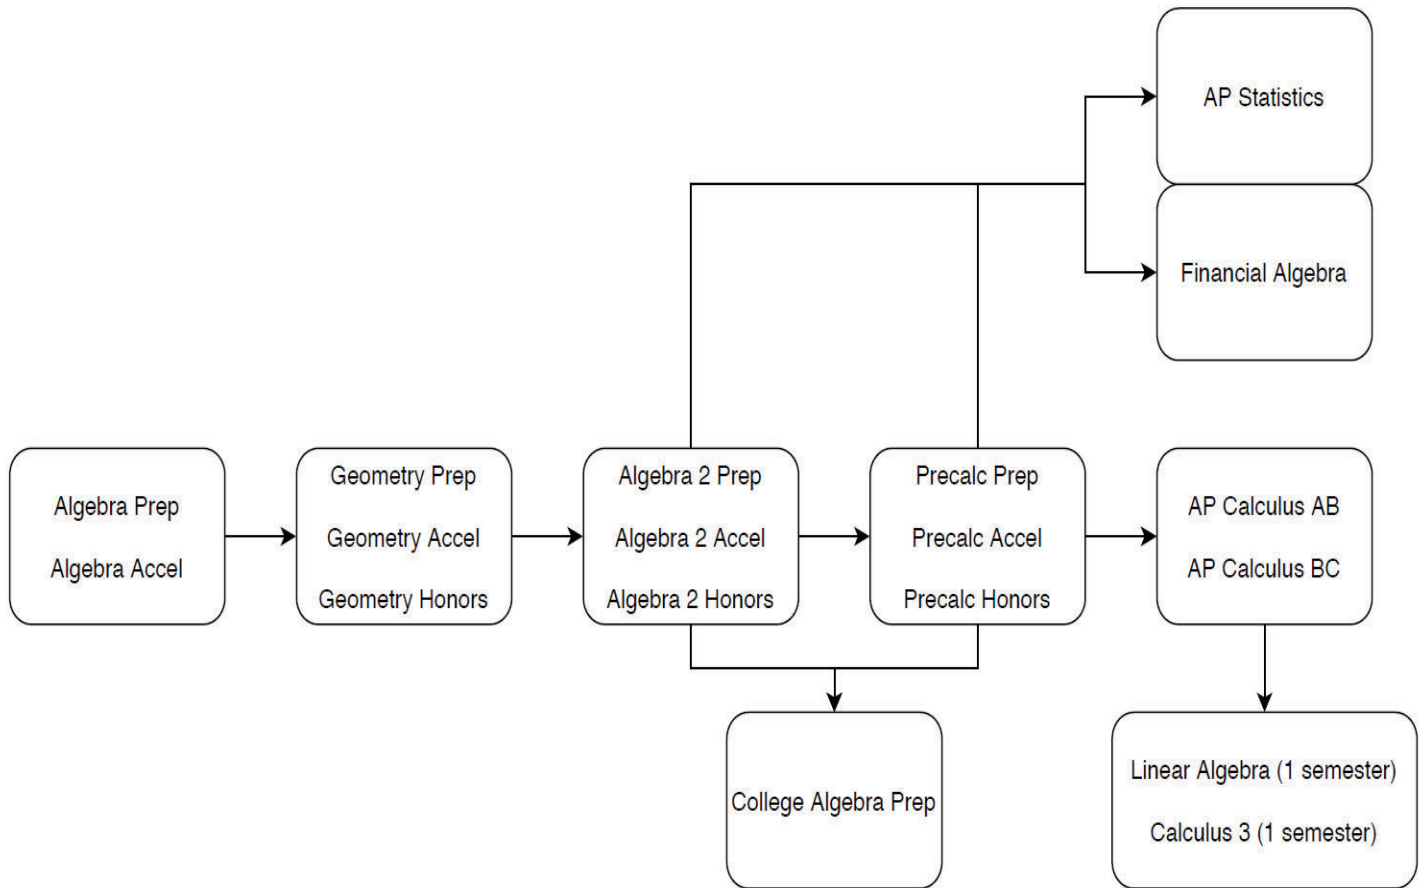 AP Statistics
Financial Algebra
Algebra Prep
Algebra Accel
Geometry Prep
Geometry Accel
Geometry Honors
Algebra 2 Prep
Algebra 2 Accel
Algebra 2 Honors
Precalc Prep
Precalc Accel
Precalc Honors
AP Calculus AB
AP Calculus BC
College Algebra Prep
Linear Algebra (1 semester)
Calculus 3 (1 semester)